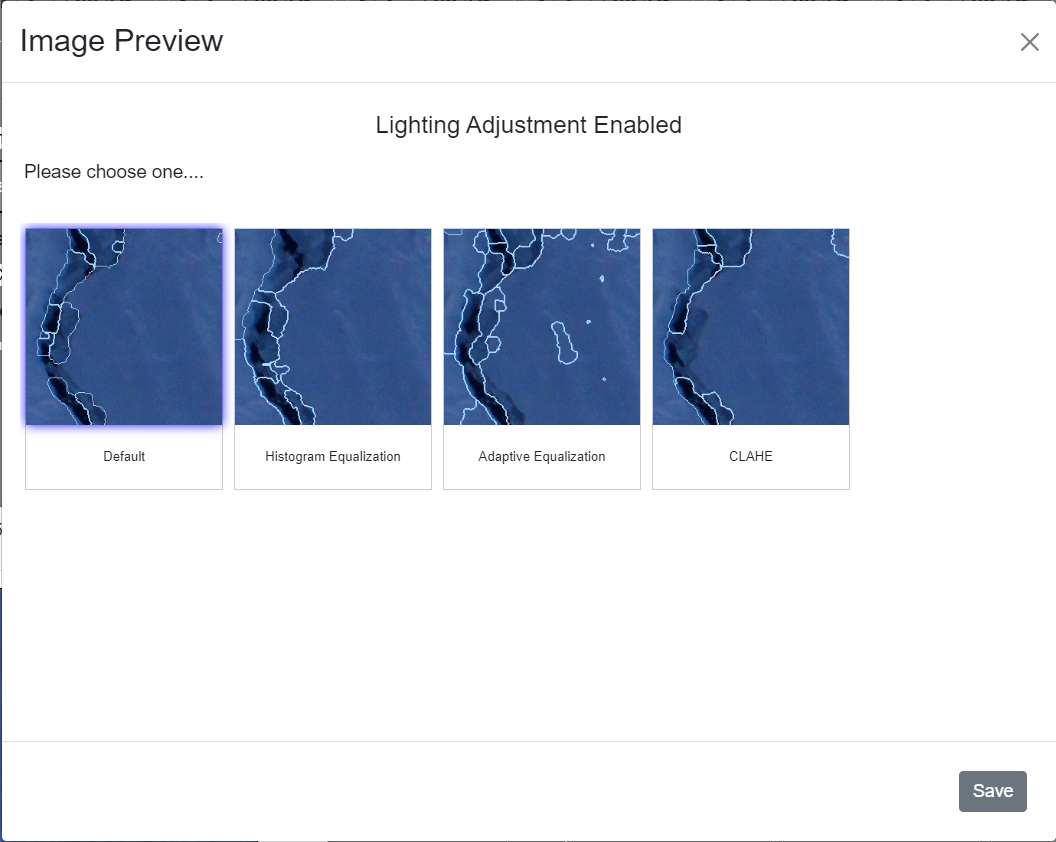 Image Preview
Lighting Adjustment Enabled
Please choose one....
Default
Histogram Equalization
Adaptive Equalization
CLAHE
Save